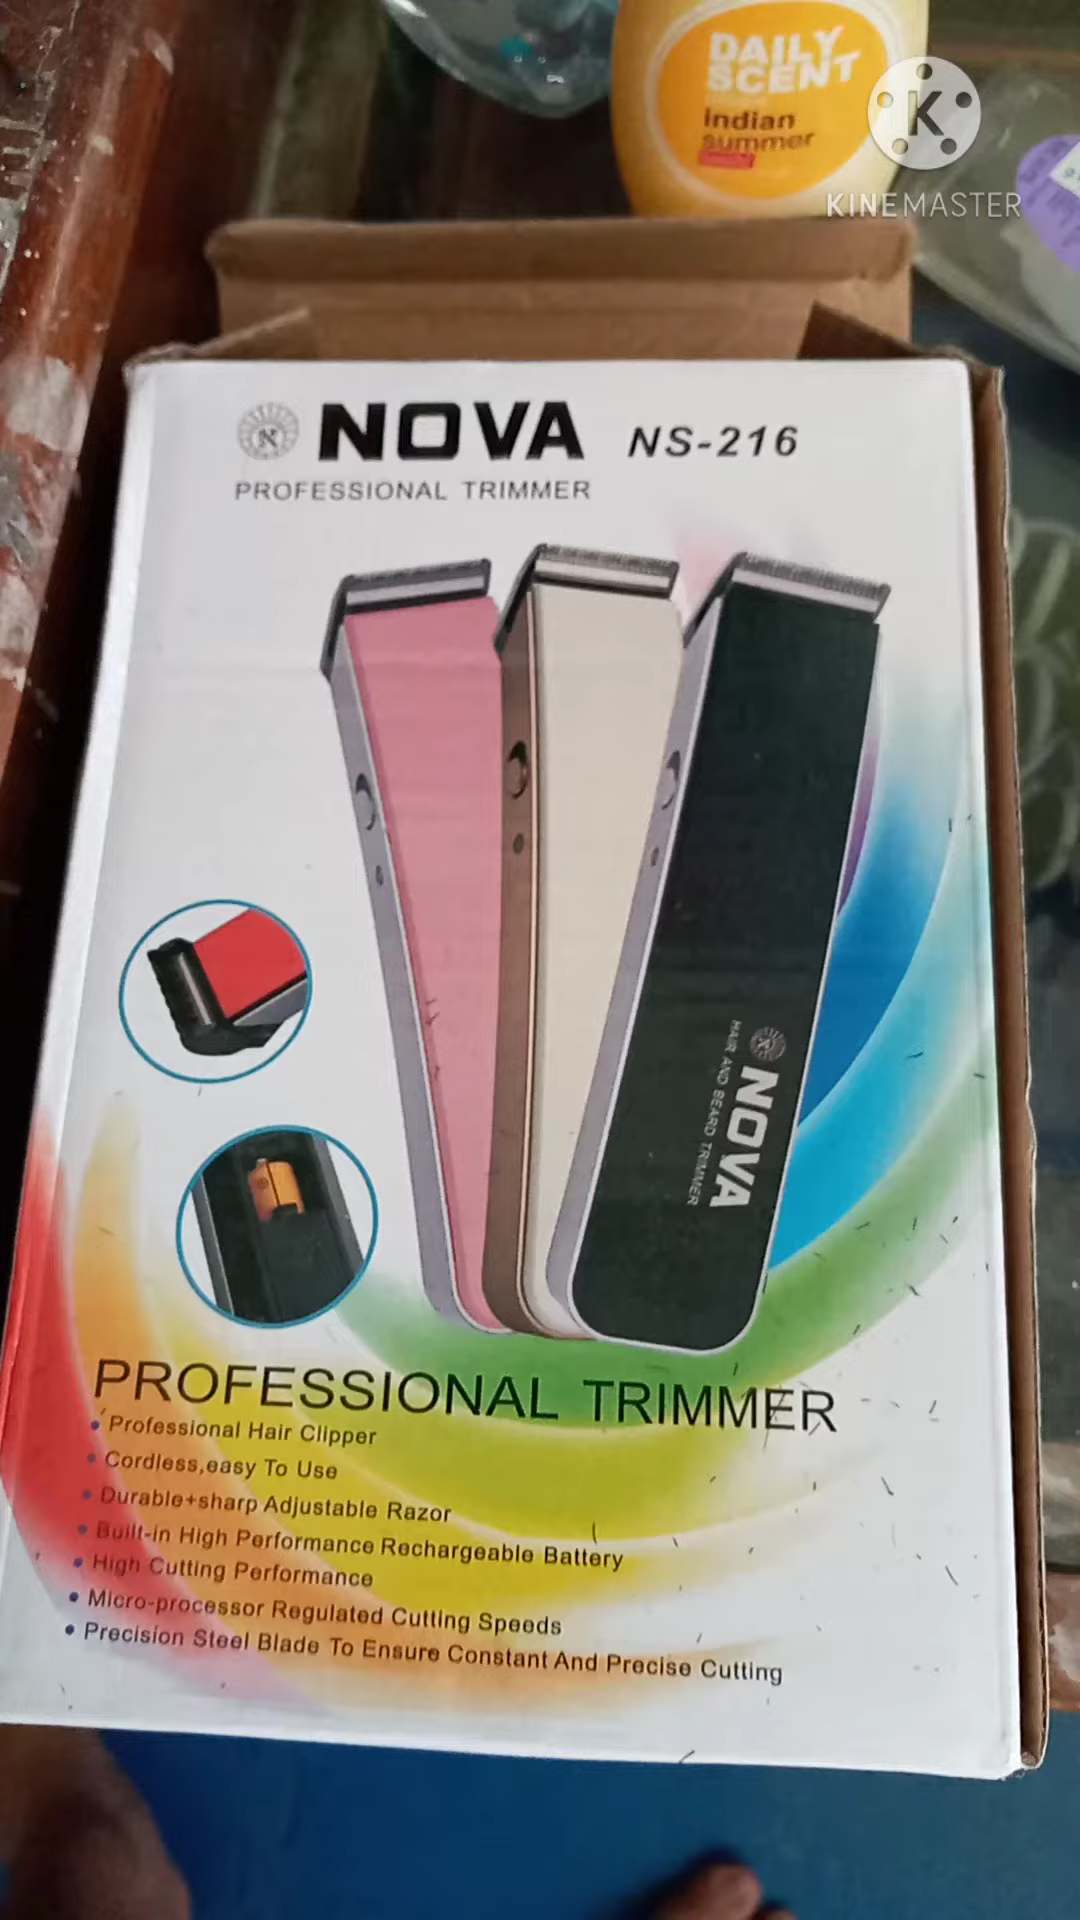 DAILY
SCENT
indian
summer
K
KINEMASTER
N NOVA NS-216
PROFESSIONAL TRIMMER
NOVA
HAIR AND BEARD TRIMMER
PROFESSIONAL TRIMMER
• Professional Hair Clipper
• Cordless,easy To Use
• Durable+sharp Adjustable Razor
• Built-in High Performance Rechargeable Battery
• High Cutting Performance
• Micro-processor Regulated Cutting Speeds
• Precision Steel Blade To Ensure Constant And Precise Cutting